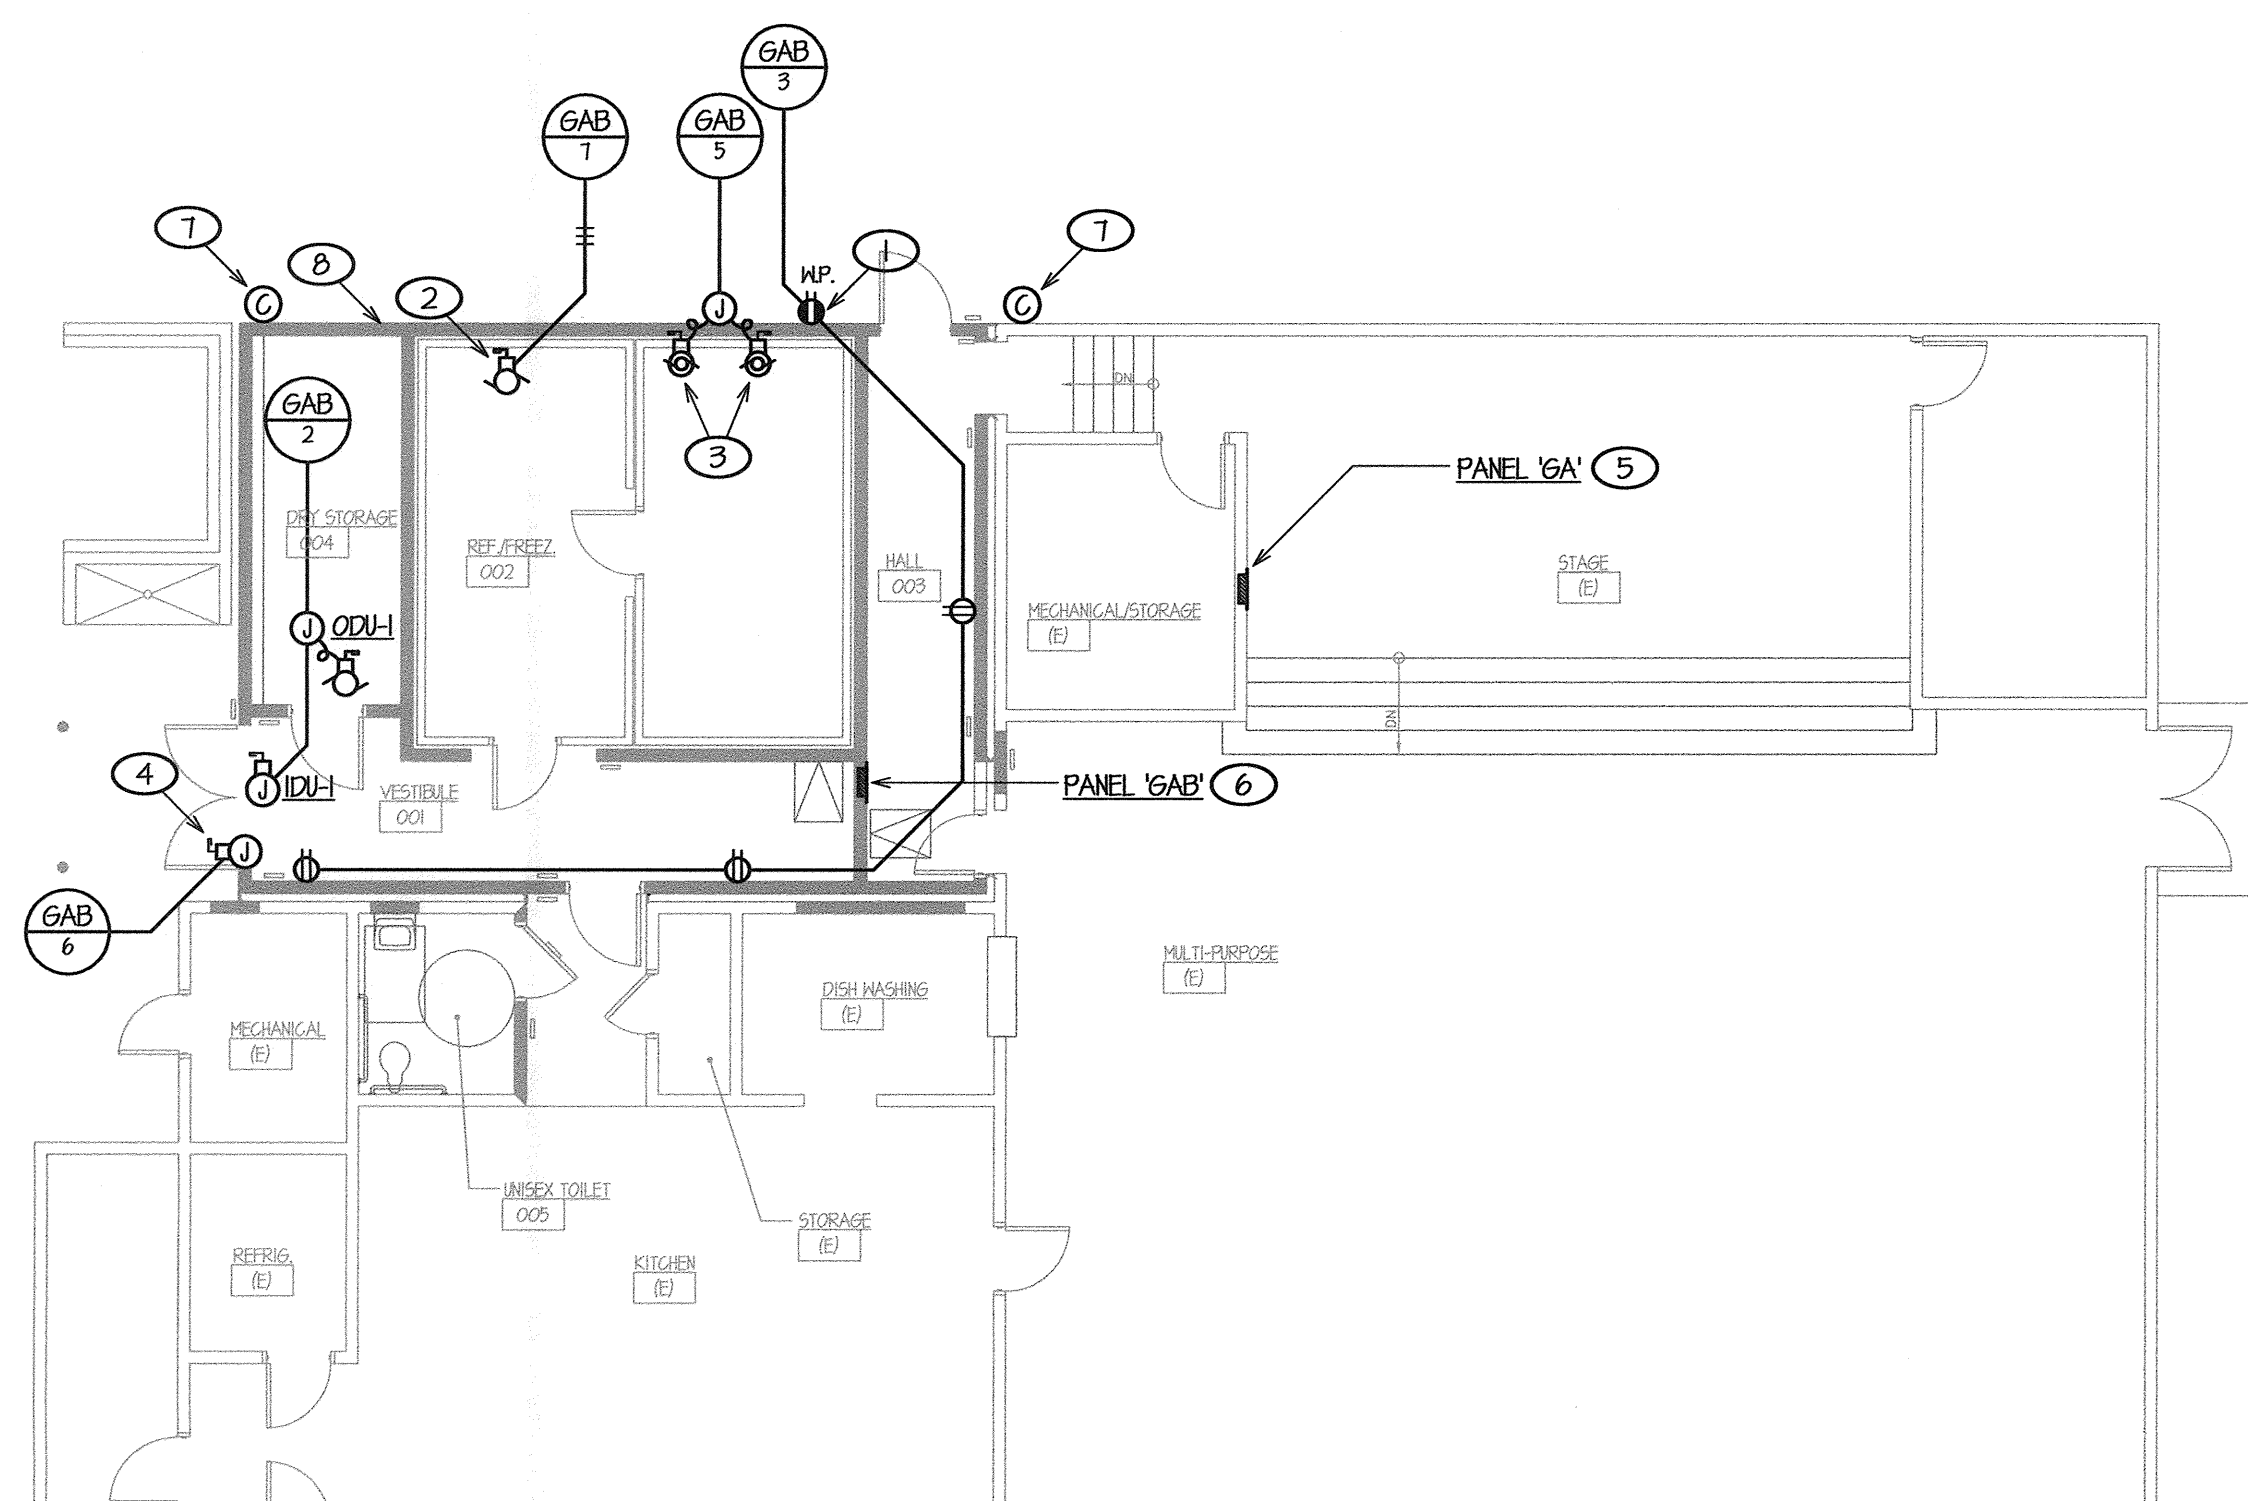 GAB
3
GAB
7
GAB
5
7
8
2
W.P.
1
7
C
C
J
GAB
2
3
DN
PANEL 'GA' 5
DRY STORAGE
004
REF./FREEZ.
002
HALL
003
STAGE
(E)
MECHANICAL/STORAGE
(E)
J ODU-1
DN
4
J IDU-1
VESTIBULE
001
PANEL 'GAB' 6
J
GAB
6
MULTI-PURPOSE
(E)
DISH WASHING
(E)
MECHANICAL
(E)
UNISEX TOILET
005
STORAGE
(E)
REFRIG.
(E)
KITCHEN
(E)